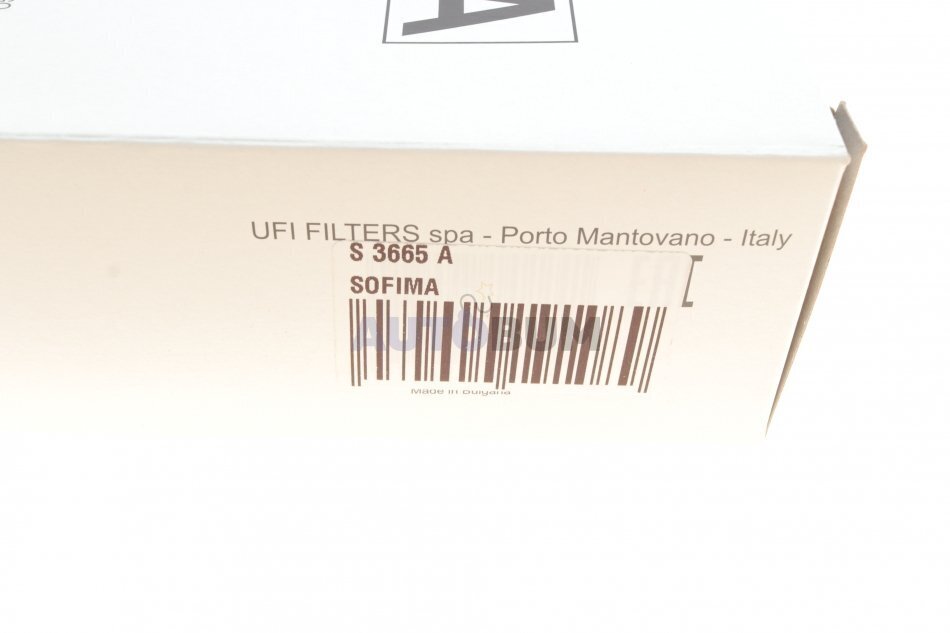 A
UFI FILTERS spa - Porto Mantovano - Italy
S 3665 A
SOFIMA
AUTOBUM
Made in Bulgaria